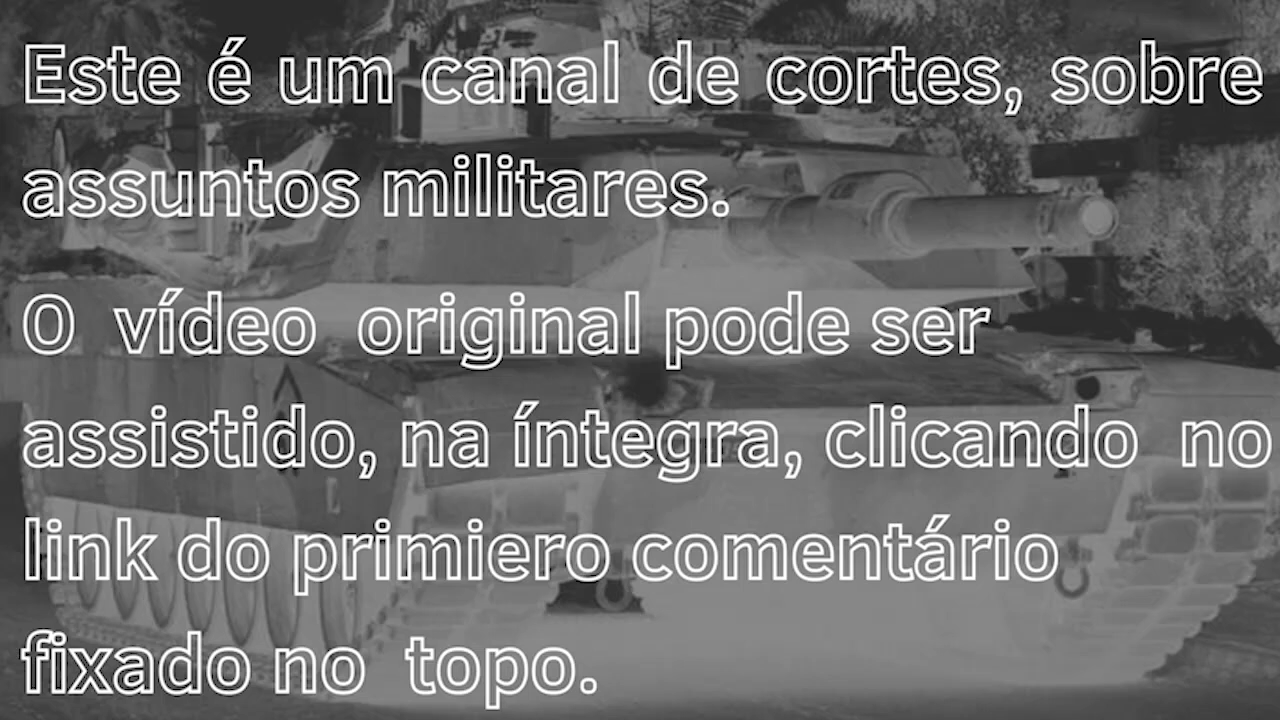 Este é um canal de cortes, sobre
assuntos militares.
O vídeo original pode ser
assistido, na íntegra, clicando no
link do primiero comentário
fixado no topo.